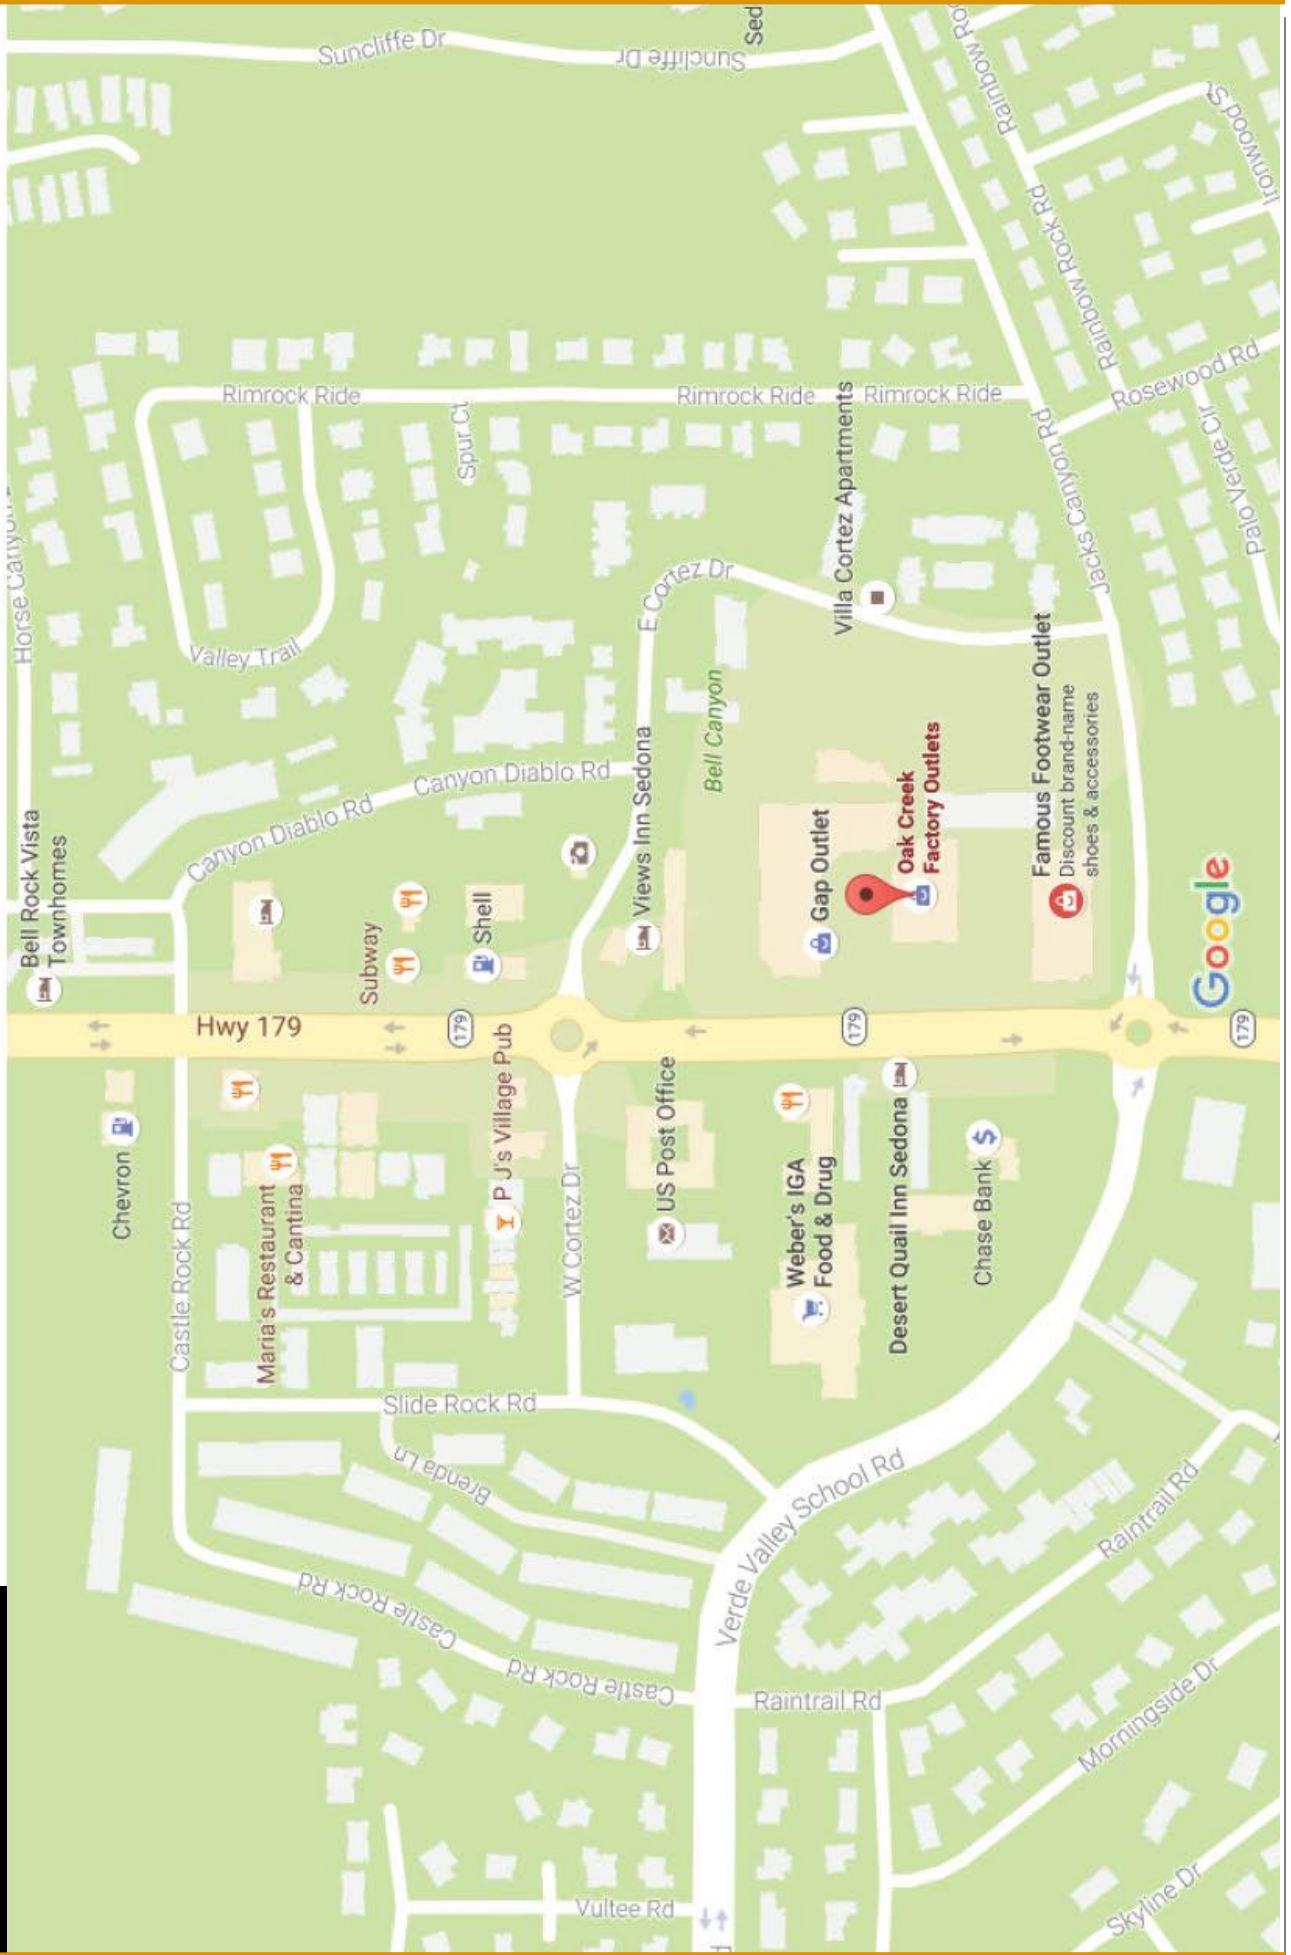 Chevron
Bell Rock Vista
Townhomes
Horse Canyon
Castle Rock Rd
Hwy 179
Canyon Diablo Rd
Valley Trail
Rimrock Ride
Maria's Restaurant
& Cantina
Castle Rock Rd
Subway
Suncliffe Dr
Brenda Ln
Slide Rock Rd
179
Shell
Canyon Diablo Rd
Spur Ct
P J's Village Pub
W Cortez Dr
Castle Rock Rd
Vultee Rd
US Post Office
Views Inn Sedona
E Cortez Dr
Suncliffe Dr
Bell Canyon
Rimrock Ride
Sed
Verde Valley School Rd
Raintrail Rd
Weber's IGA
Food & Drug
Gap Outlet
179
Villa Cortez Apartments
Desert Quail Inn Sedona
Oak Creek
Factory Outlets
Rimrock Ride
Chase Bank
Famous Footwear Outlet
Discount brand-name
shoes & accessories
Jacks Canyon Rd
Rainbow Ro
Rainbow Rock Rd
Rainbow Rock Rd
Raintrail Rd
Morningside Dr
Skyline Dr
Google
179
Rosewood Rd
Palo Verde Cir
Ironwood St